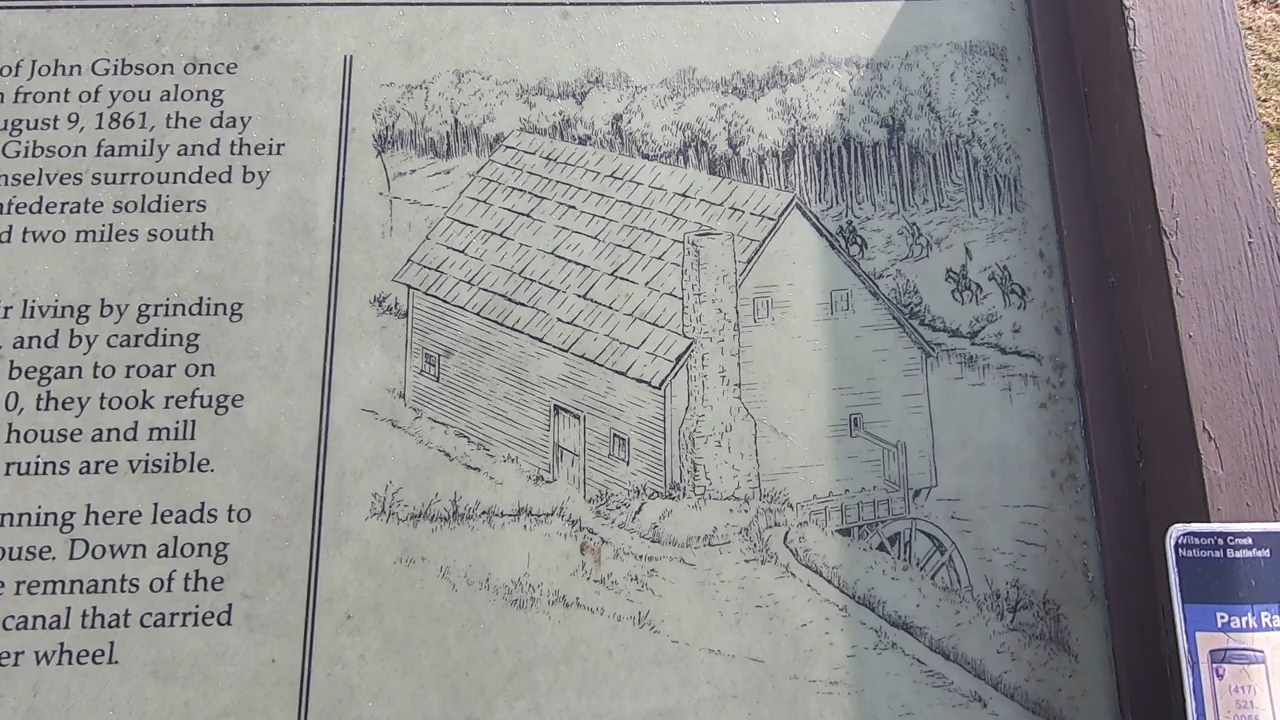 of John Gibson once
n front of you along
ugust 9, 1861, the day
Gibson family and their
nselves surrounded by
nfederate soldiers
d two miles south
r living by grinding
, and by carding
began to roar on
0, they took refuge
house and mill
ruins are visible.
nning here leads to
ouse. Down along
e remnants of the
canal that carried
er wheel.
Wilson's Creek
National Battlefield
Park Ra
(417)
521